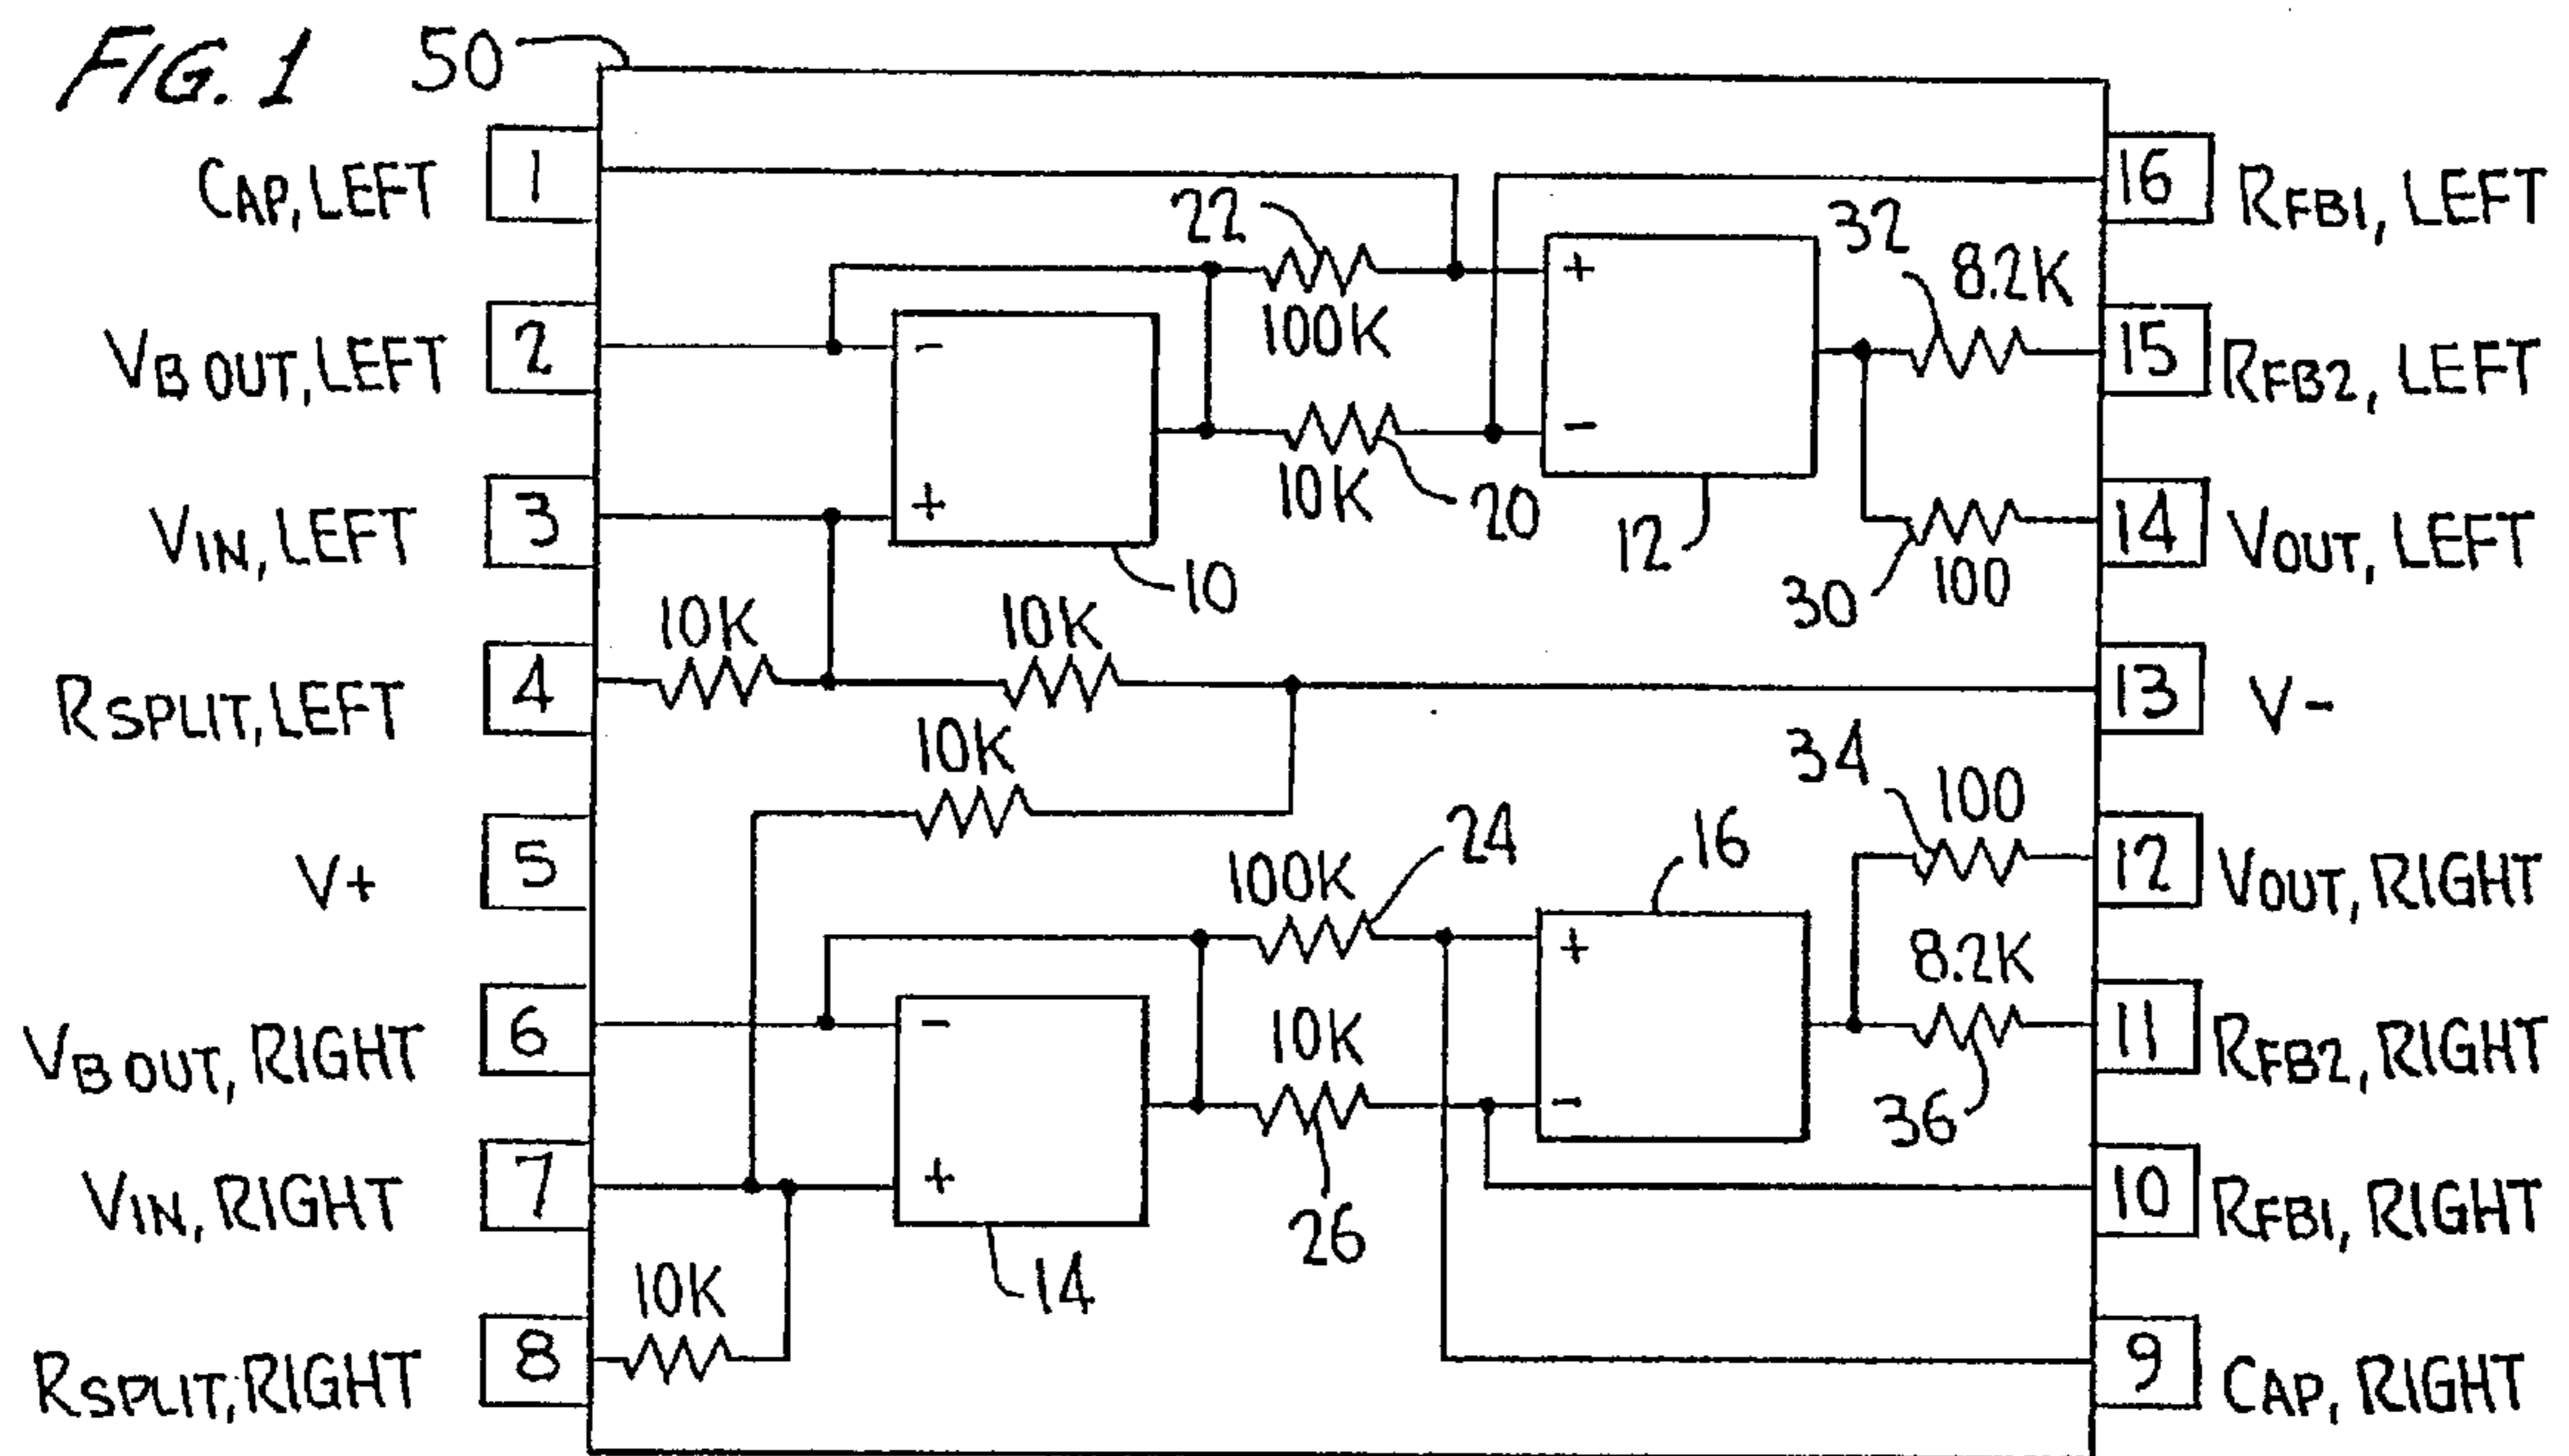 FIG. 1
50
CAP, LEFT
1
VB OUT, LEFT
2
VIN, LEFT
3
RSPLIT, LEFT
4
V+
5
VB OUT, RIGHT
6
VIN, RIGHT
7
RSPLIT, RIGHT
8
22
100K
-
+
10
10K
20
+
-
12
32
8.2K
30
100
10K
10K
10K
100K
24
16
34
100
8.2K
36
-
+
14
10K
26
+
-
10K
16
RFB1, LEFT
15
RFB2, LEFT
14
VOUT, LEFT
13
V-
12
VOUT, RIGHT
11
RFB2, RIGHT
10
RFB1, RIGHT
9
CAP, RIGHT